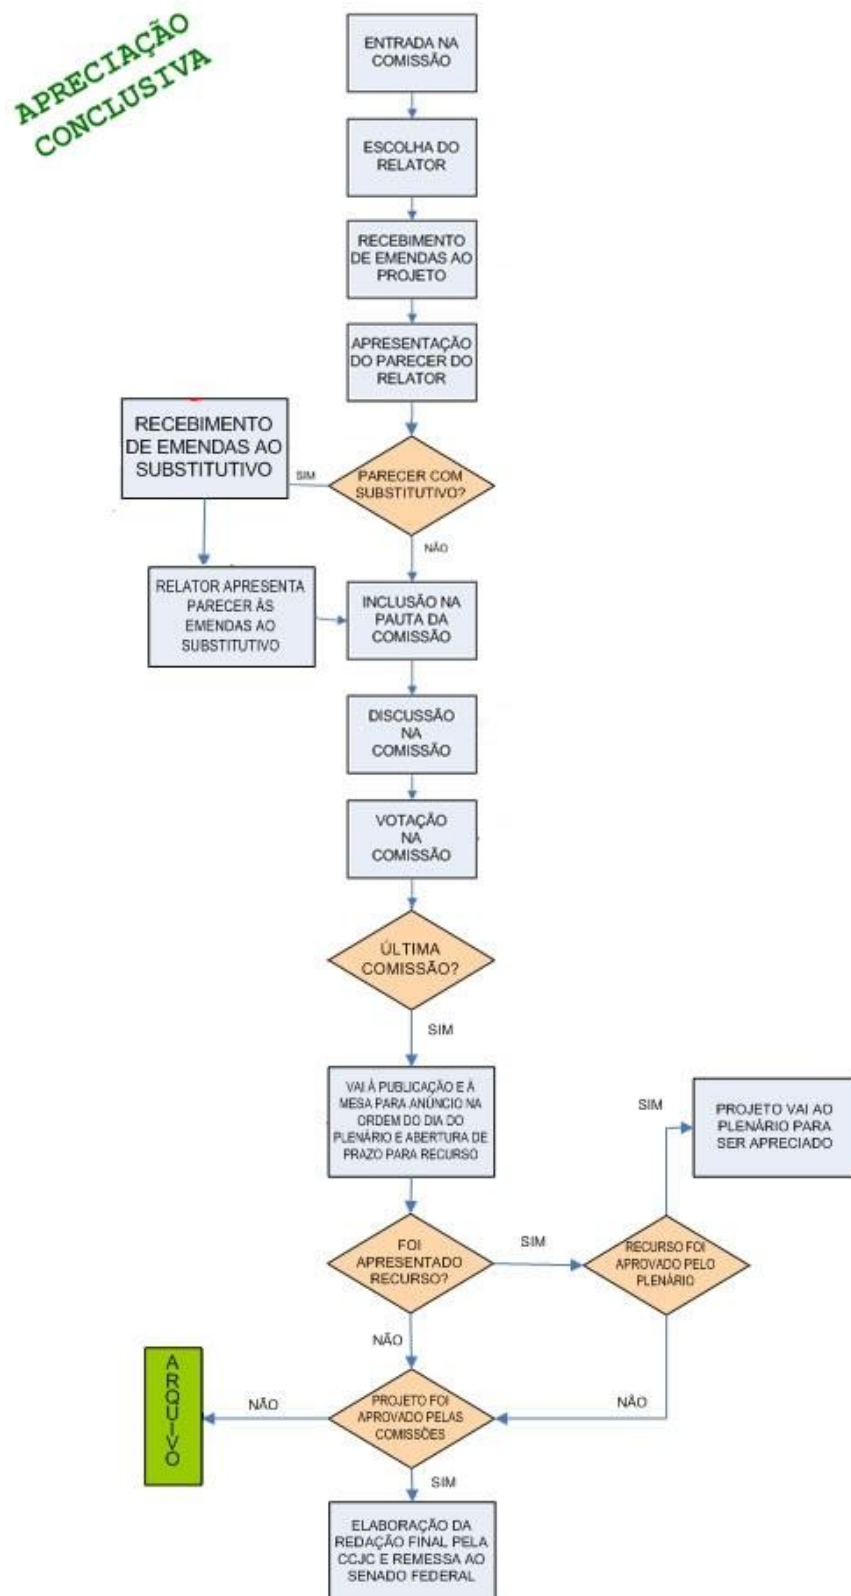 APRECIAÇÃO
CONCLUSIVA
ENTRADA NA
COMISSÃO
ESCOLHA DO
RELATOR
RECEBIMENTO
DE EMENDAS AO
PROJETO
APRESENTAÇÃO
DO PARECER DO
RELATOR
PARECER COM
SUBSTITUTIVO?
SIM
RECEBIMENTO
DE EMENDAS AO
SUBSTITUTIVO
RELATOR APRESENTA
PARECER ÀS
EMENDAS AO
SUBSTITUTIVO
NÃO
INCLUSÃO NA
PAUTA DA
COMISSÃO
DISCUSSÃO
NA
COMISSÃO
VOTAÇÃO
NA
COMISSÃO
ÚLTIMA
COMISSÃO?
SIM
VAI À PUBLICAÇÃO E À
MESA PARA ANÚNCIO NA
ORDEM DO DIA DO
PLENÁRIO E ABERTURA DE
PRAZO PARA RECURSO
FOI
APRESENTADO
RECURSO?
SIM
RECURSO FOI
APROVADO PELO
PLENÁRIO
SIM
PROJETO VAI AO
PLENÁRIO PARA
SER APRECIADO
NÃO
NÃO
PROJETO FOI
APROVADO PELAS
COMISSÕES
NÃO
ARQUIVO
SIM
ELABORAÇÃO DA
REDAÇÃO FINAL PELA
CCJC E REMESSA AO
SENADO FEDERAL